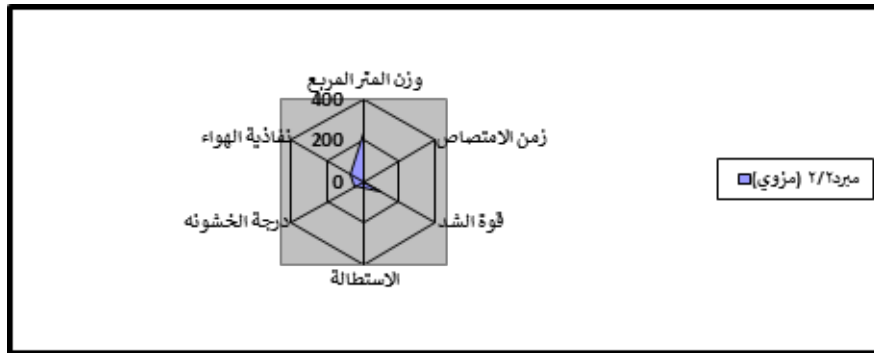 وزن المتر المربع
400
نفاذية الهواء
زمن الامتصاص
200
0
مبرد٢/٢ (مزوي)
درجة الخشونه
قوة الشد
الاستطالة